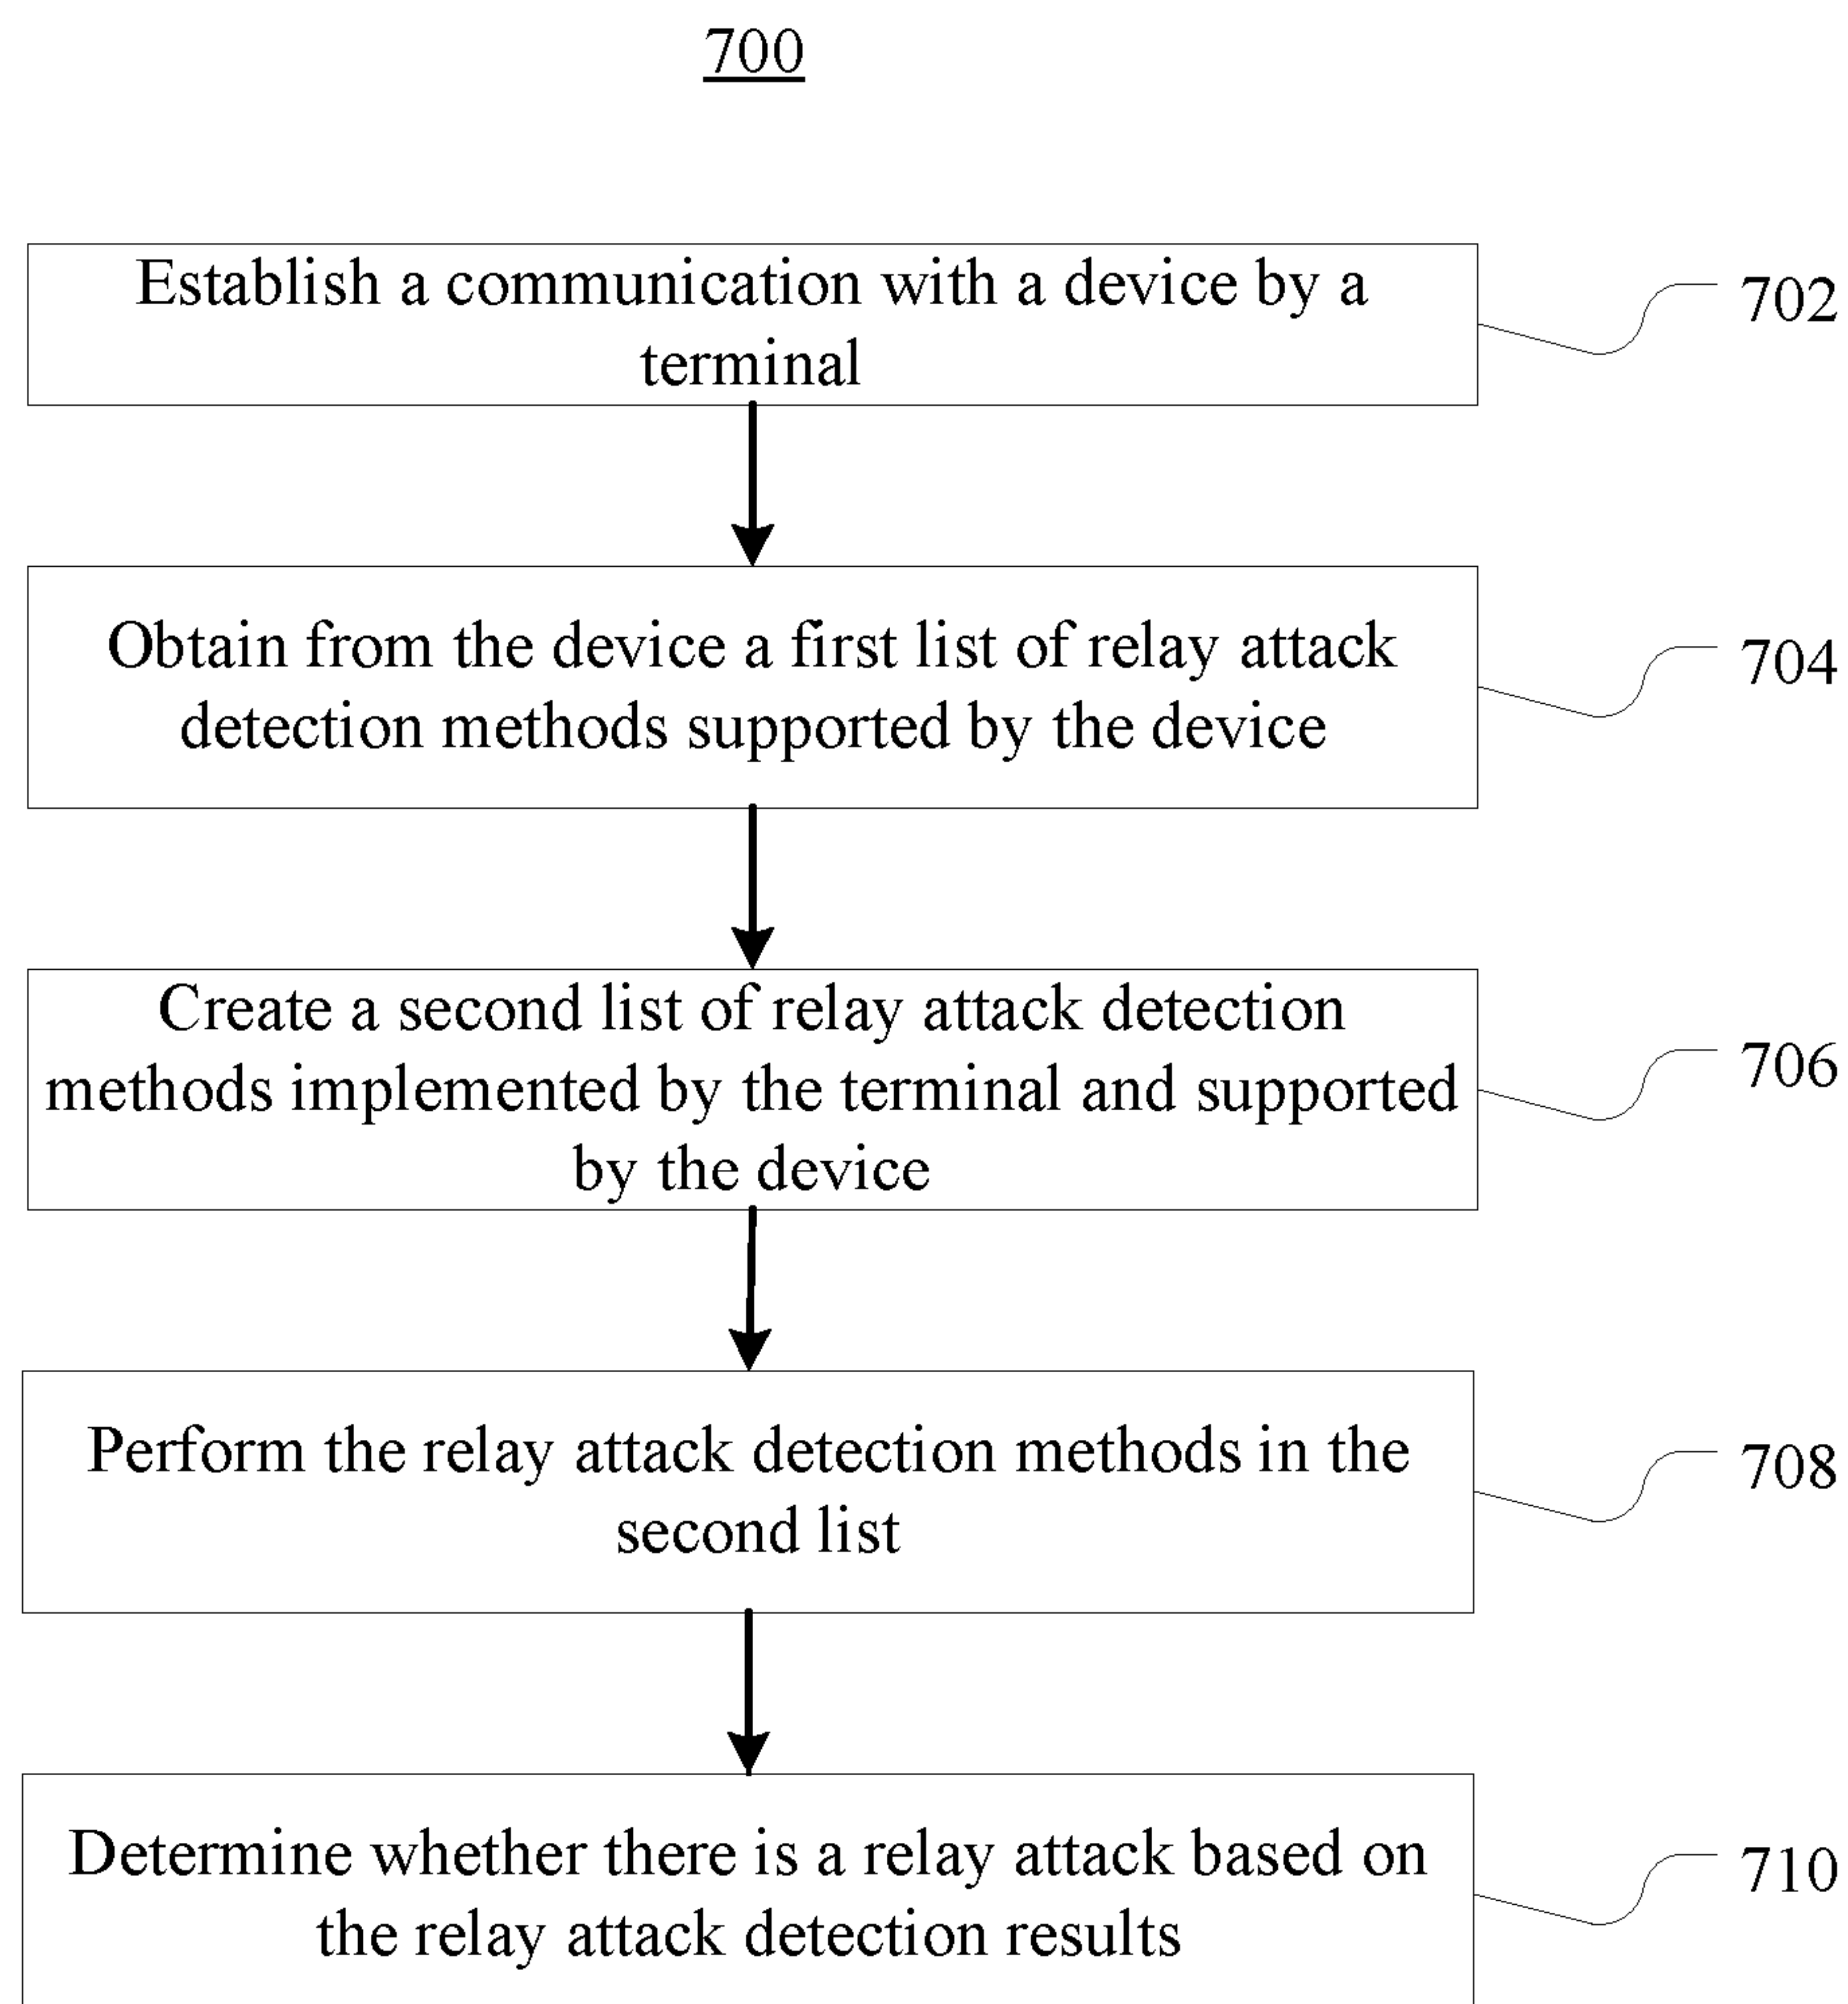 700
Establish a communication with a device by a
terminal
702
Obtain from the device a first list of relay attack
detection methods supported by the device
704
Create a second list of relay attack detection
methods implemented by the terminal and supported
by the device
706
Perform the relay attack detection methods in the
second list
708
Determine whether there is a relay attack based on
the relay attack detection results
710